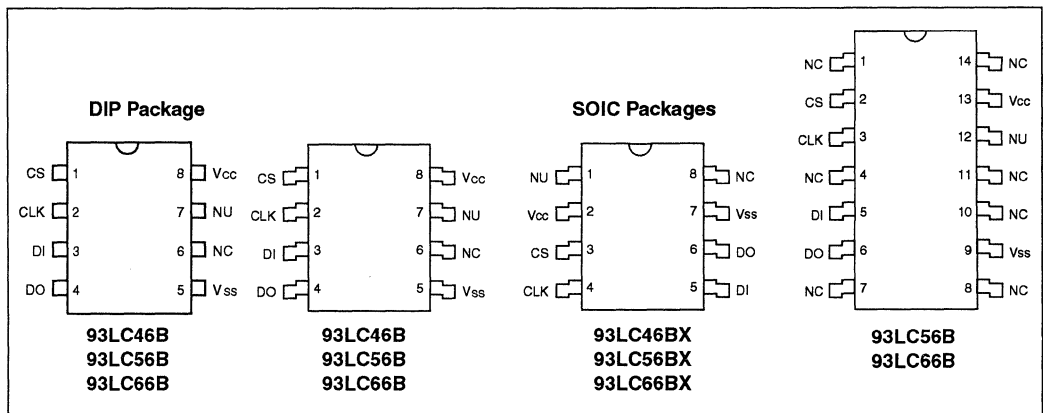 DIP Package
SOIC Packages
CS 1 8 Vcc
CLK 2 7 NU
DI 3 6 NC
DO 4 5 Vss
93LC46B
93LC56B
93LC66B
CS 1 8 Vcc
CLK 2 7 NU
DI 3 6 NC
DO 4 5 Vss
93LC46B
93LC56B
93LC66B
NU 1 8 NC
Vcc 2 7 Vss
CS 3 6 DO
CLK 4 5 DI
93LC46BX
93LC56BX
93LC66BX
NC 1 14 NC
CS 2 13 Vcc
CLK 3 12 NU
NC 4 11 NC
DI 5 10 NC
DO 6 9 Vss
NC 7 8 NC
93LC56B
93LC66B